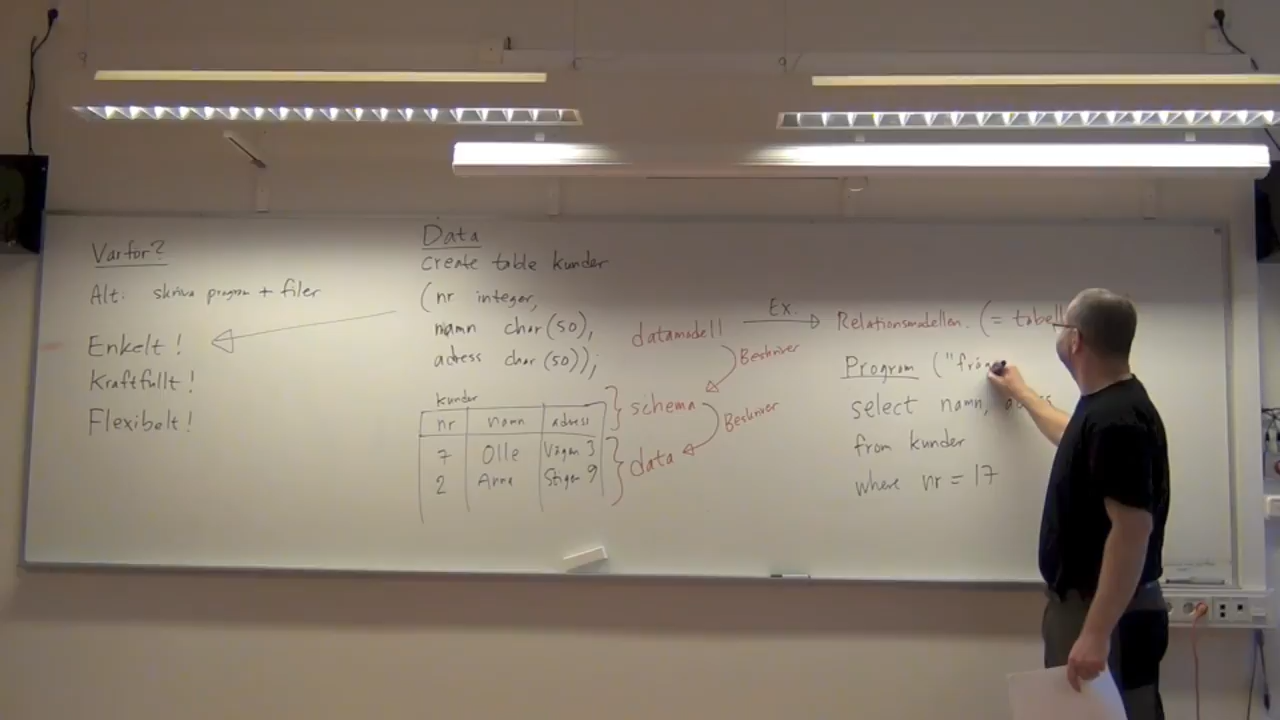 Varför?
Alt: skriva program + filer
Enkelt!
Kraftfullt!
Flexibelt!
Data
create table kunder
(nr integer,
namn char(50),
adress char(50));
kunder
nr namn adress
7 Olle Vägen 3
2 Anna Stigen 9
datamodell
Beskriver
schema
Beskriver
data
Ex.
Relationsmodellen. (= tabell
Program ("fråg
select namn, adress
from kunder
where nr = 17